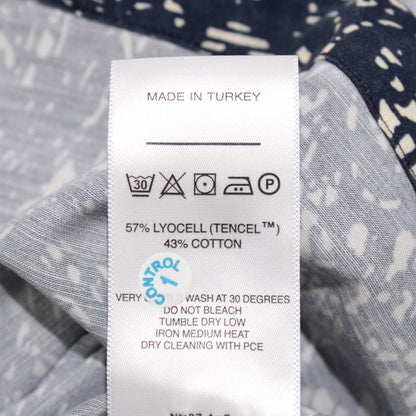 MADE IN TURKEY
30 P
57% LYOCELL (TENCEL™)
43% COTTON
CONTROL
1
VERY WASH AT 30 DEGREES
DO NOT BLEACH
TUMBLE DRY LOW
IRON MEDIUM HEAT
DRY CLEANING WITH PCE